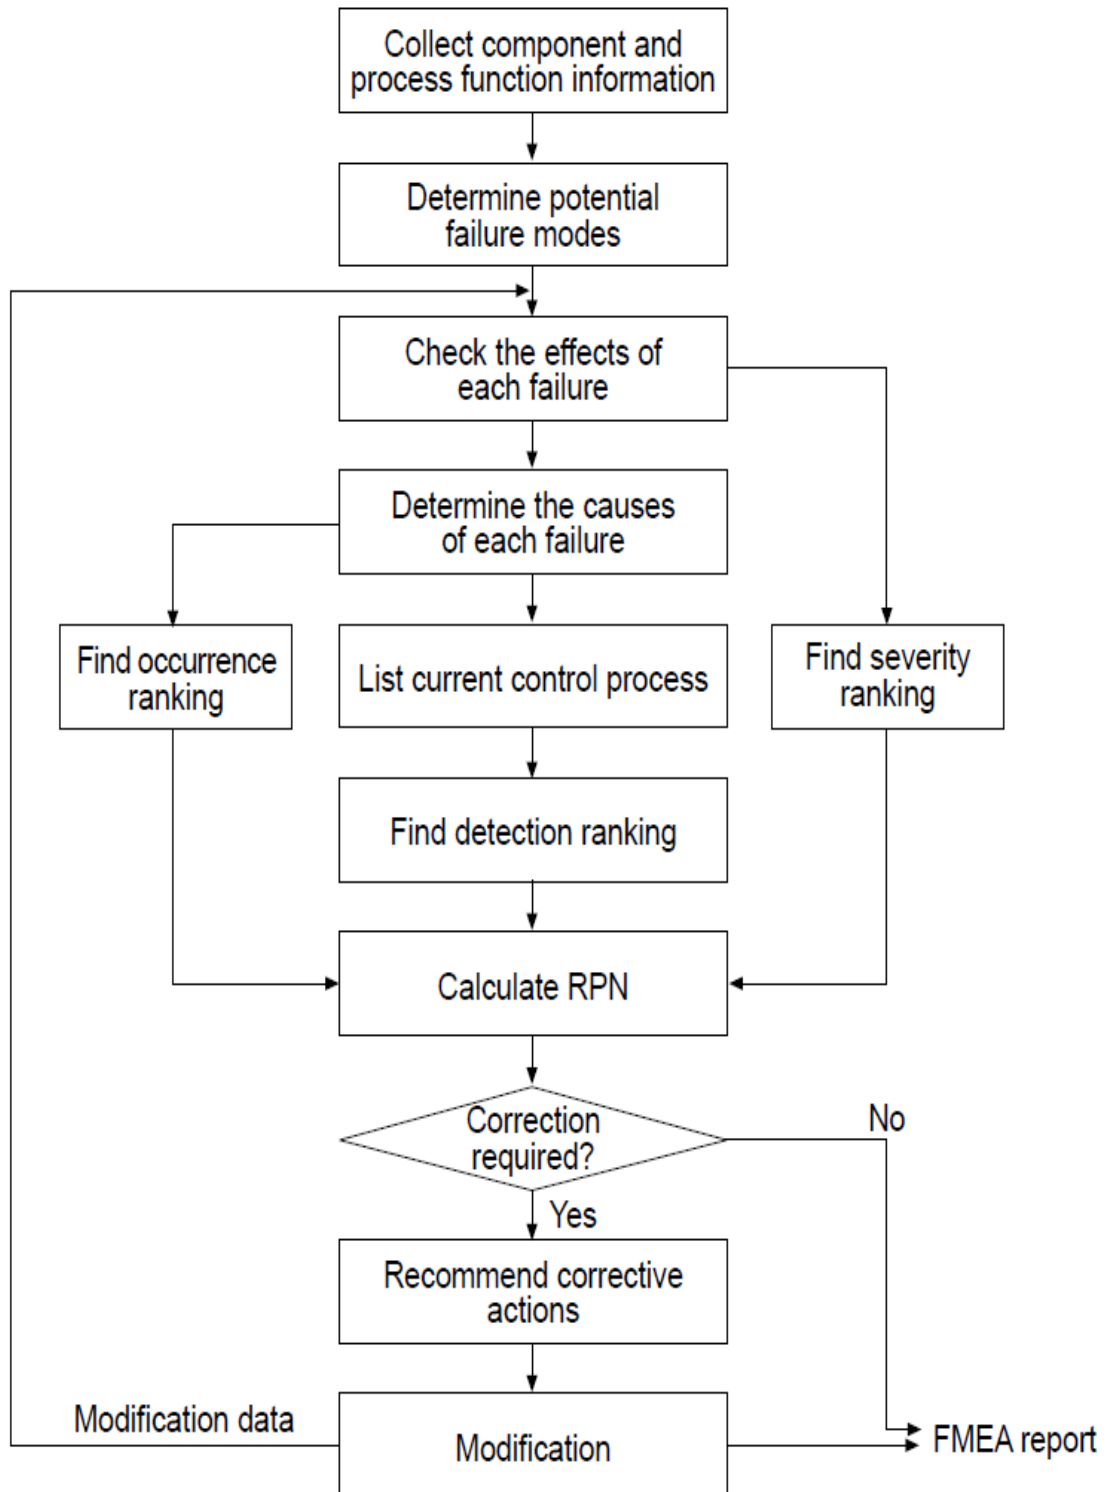 Collect component and
process function information
Determine potential
failure modes
Check the effects of
each failure
Determine the causes
of each failure
Find occurrence
ranking
List current control process
Find severity
ranking
Find detection ranking
Calculate RPN
Correction
required?
No
Yes
Recommend corrective
actions
Modification data
Modification
FMEA report